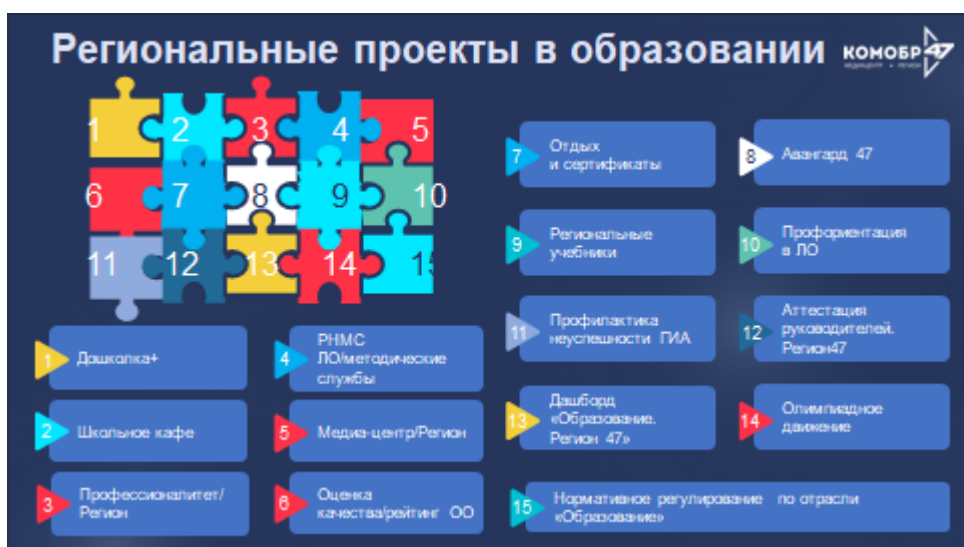 Региональные проекты в образовании
КОМОБР 47
1 2 3 4 5
6 7 8 9 10
11 12 13 14 15
1 Дошколка+
2 Школьное кафе
3 Профессионалитет/
Регион
4 РНМС
ЛО/методические
службы
5 Медиа-центр/Регион
6 Оценка
качества/рейтинг ОО
7 Отдых
и сертификаты
8 Авангард 47
9 Региональные
учебники
10 Профориентация
в ЛО
11 Профилактика
неуспешности ГИА
12 Аттестация
руководителей.
Регион47
13 Дашборд
«Образование.
Регион 47»
14 Олимпиадное
движение
15 Нормативное регулирование по отрасли
«Образование»